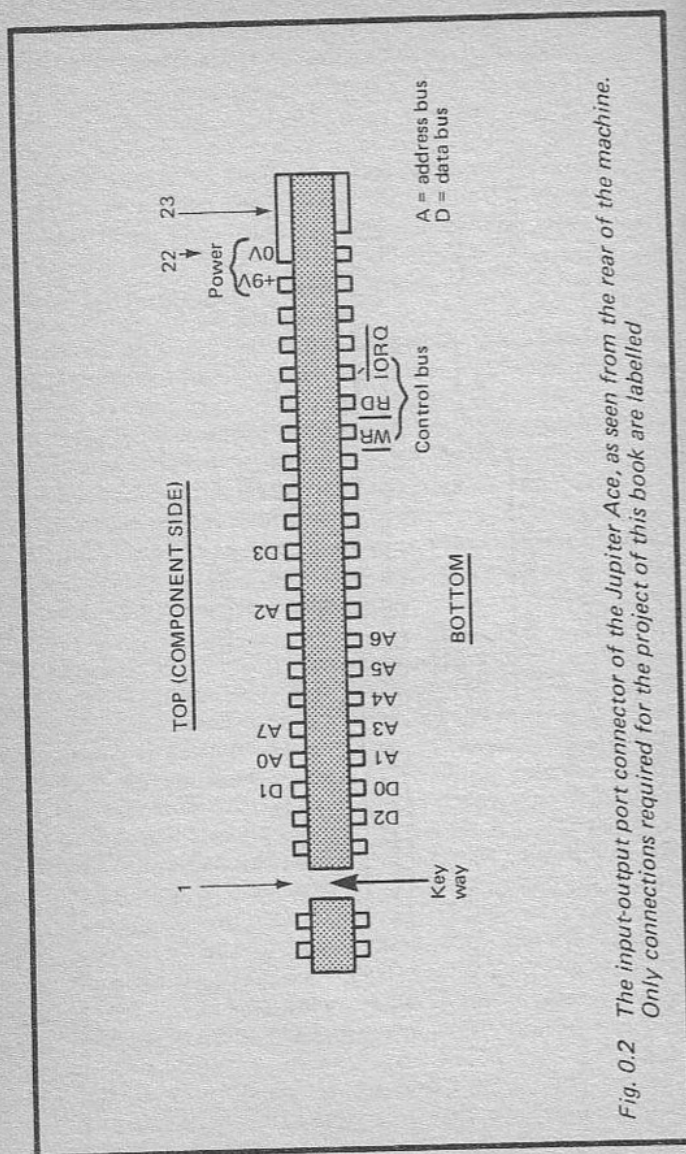 TOP (COMPONENT SIDE)
22 23
Power
+9V 0V
1
D1 A0 A7 A2 D3
D2 D0 A1 A3 A4 A5 A6
WR RD IORQ
Control bus
Key
way
BOTTOM
A = address bus
D = data bus
Fig. 0.2 The input-output port connector of the Jupiter Ace, as seen from the rear of the machine.
Only connections required for the project of this book are labelled